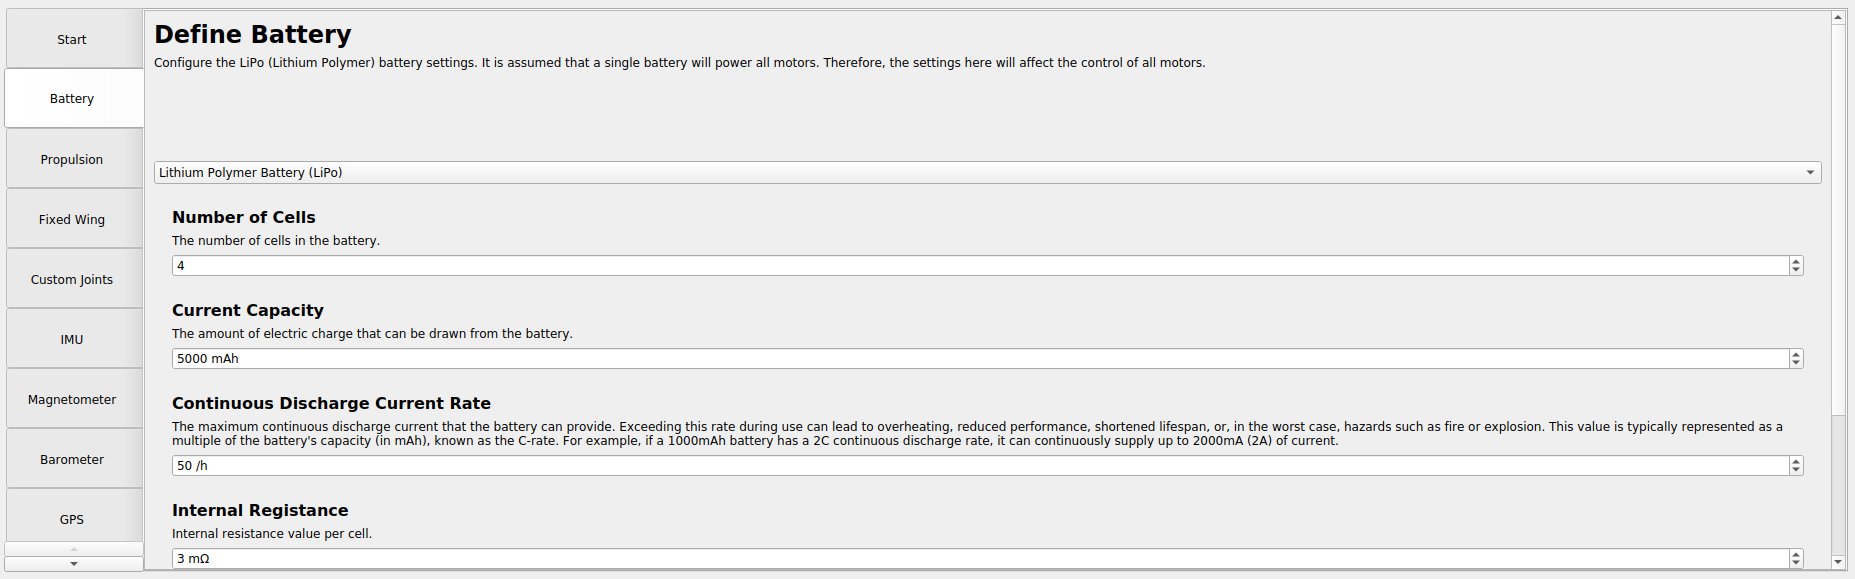 Start
Battery
Propulsion
Fixed Wing
Custom Joints
IMU
Magnetometer
Barometer
GPS
Define Battery
Configure the LiPo (Lithium Polymer) battery settings. It is assumed that a single battery will power all motors. Therefore, the settings here will affect the control of all motors.
Lithium Polymer Battery (LiPo)
Number of Cells
The number of cells in the battery.
4
Current Capacity
The amount of electric charge that can be drawn from the battery.
5000 mAh
Continuous Discharge Current Rate
The maximum continuous discharge current that the battery can provide. Exceeding this rate during use can lead to overheating, reduced performance, shortened lifespan, or, in the worst case, hazards such as fire or explosion. This value is typically represented as a
multiple of the battery's capacity (in mAh), known as the C-rate. For example, if a 1000mAh battery has a 2C continuous discharge rate, it can continuously supply up to 2000mA (2A) of current.
50 /h
Internal Registance
Internal resistance value per cell.
3 mΩ